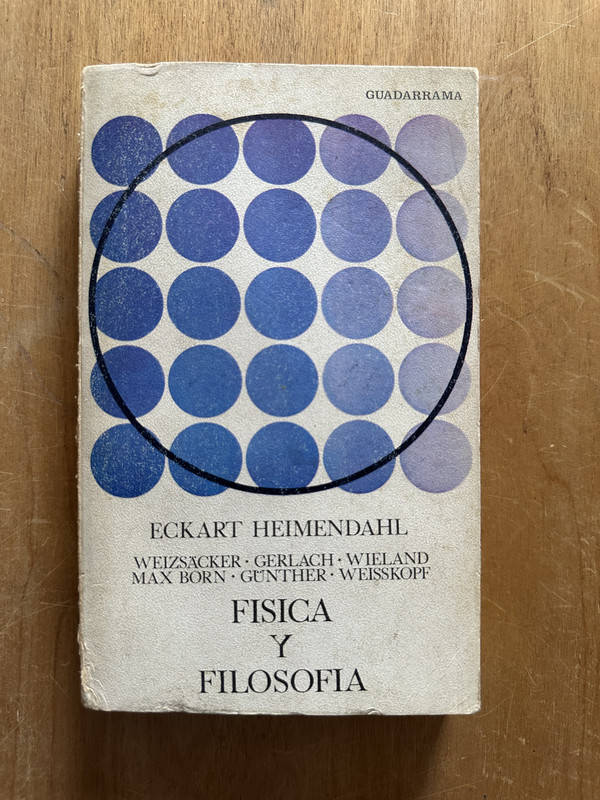 GUADARRAMA
ECKART HEIMENDAHL
WEIZSÄCKER · GERLACH · WIELAND
MAX BORN · GÜNTHER · WEISSKOPF
FISICA
Y
FILOSOFIA